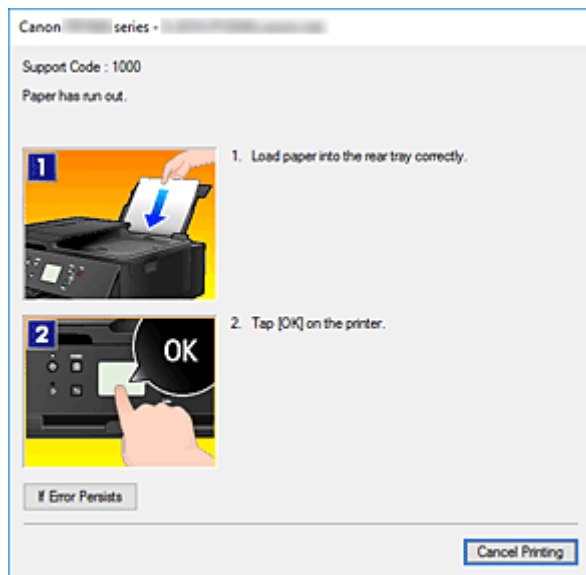 Canon series -
Support Code : 1000
Paper has run out.
1
1. Load paper into the rear tray correctly.
2
OK
2. Tap [OK] on the printer.
If Error Persists
Cancel Printing